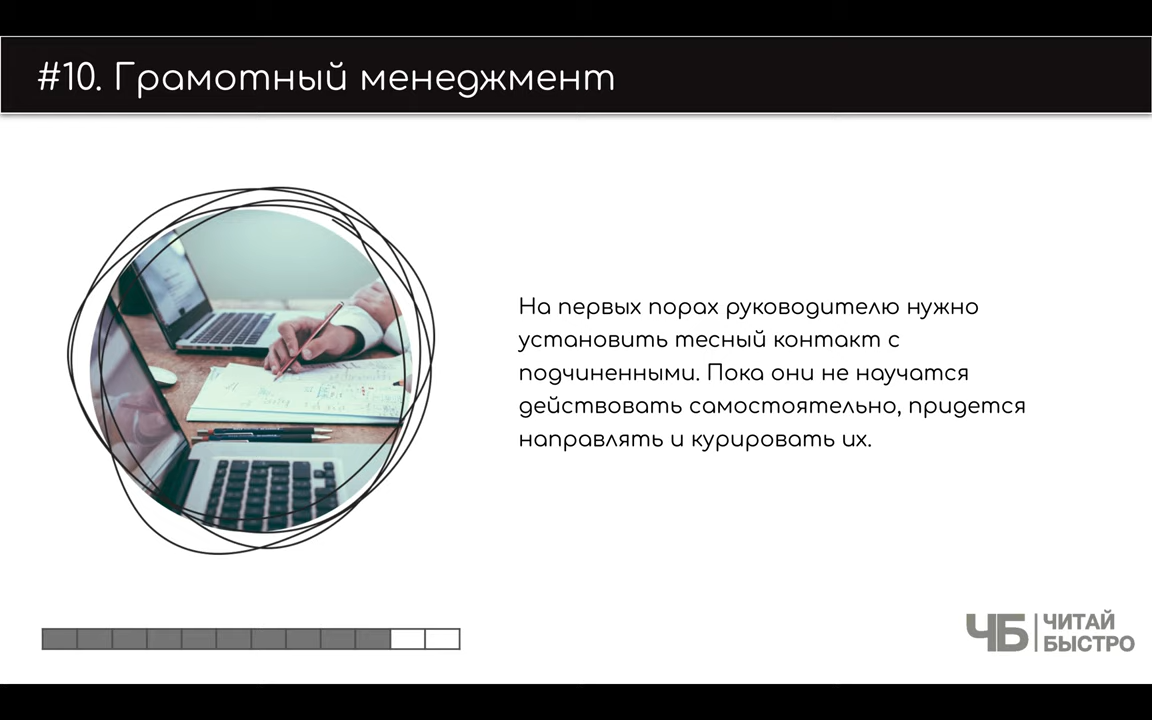 #10. Грамотный менеджмент
На первых порах руководителю нужно
установить тесный контакт с
подчиненными. Пока они не научатся
действовать самостоятельно, придется
направлять и курировать их.
ЧБ
ЧИТАЙ
БЫСТРО